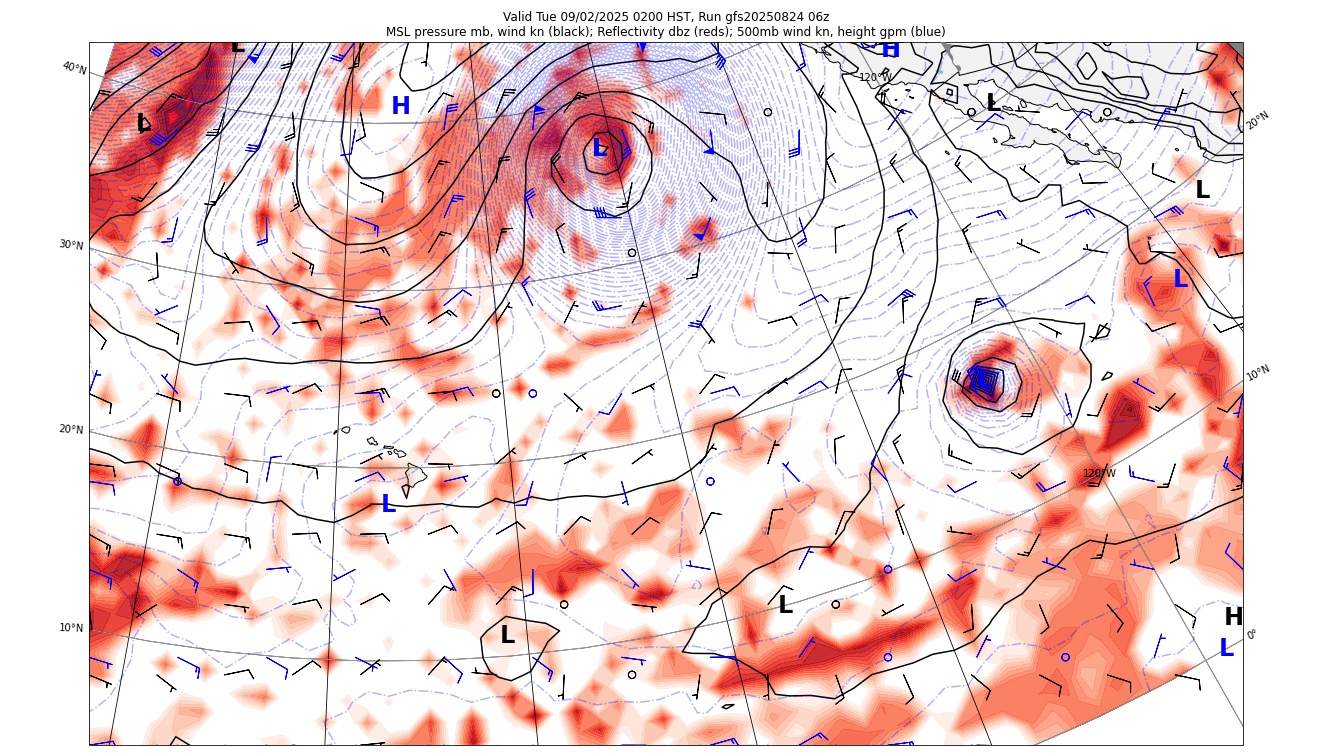 Valid Tue 09/02/2025 0200 HST, Run gfs20250824 06z
MSL pressure mb, wind kn (black); Reflectivity dbz (reds); 500mb wind kn, height gpm (blue)
L
H
40°N
120°W
H
L
L
20°N
L
L
30°N
L
10°N
L
20°N
120°W
L
L
10°N
L
H
0°
L